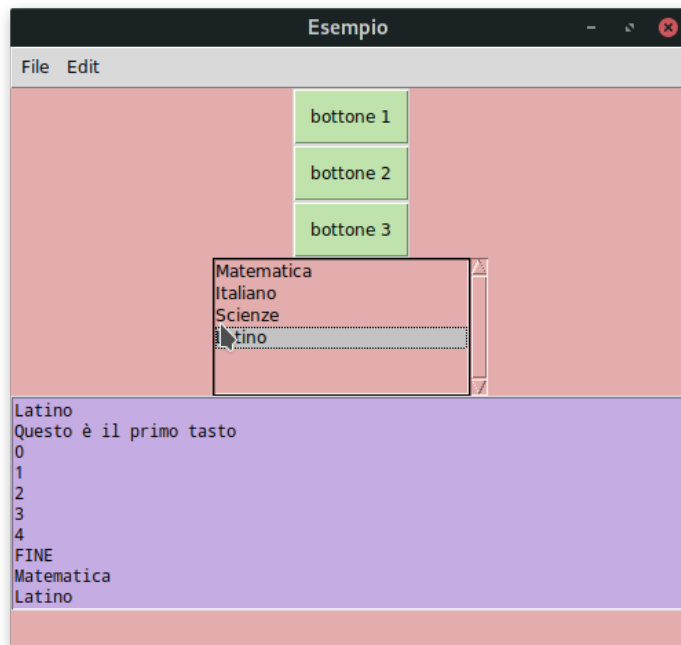 Esempio
File Edit
bottone 1
bottone 2
bottone 3
Matematica
Italiano
Scienze
Latino
Latino
Questo è il primo tasto
0
1
2
3
4
FINE
Matematica
Latino